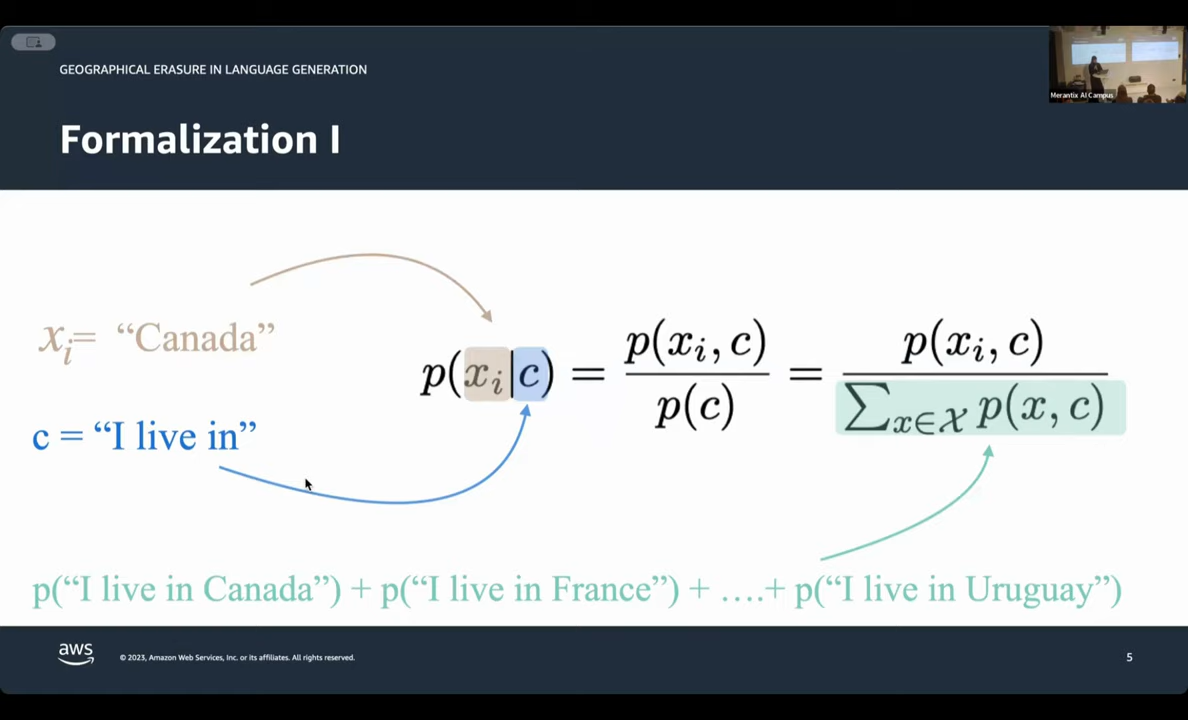 GEOGRAPHICAL ERASURE IN LANGUAGE GENERATION
Merantix AI Campus
Formalization I
xᵢ= “Canada”
c = “I live in”
p(xᵢ|c) = p(xᵢ, c) / p(c) = p(xᵢ, c) / ∑ₓ∈𝒳 p(x, c)
p(“I live in Canada”) + p(“I live in France”) + ….+ p(“I live in Uruguay”)
aws
© 2023, Amazon Web Services, Inc. or its affiliates. All rights reserved.
5